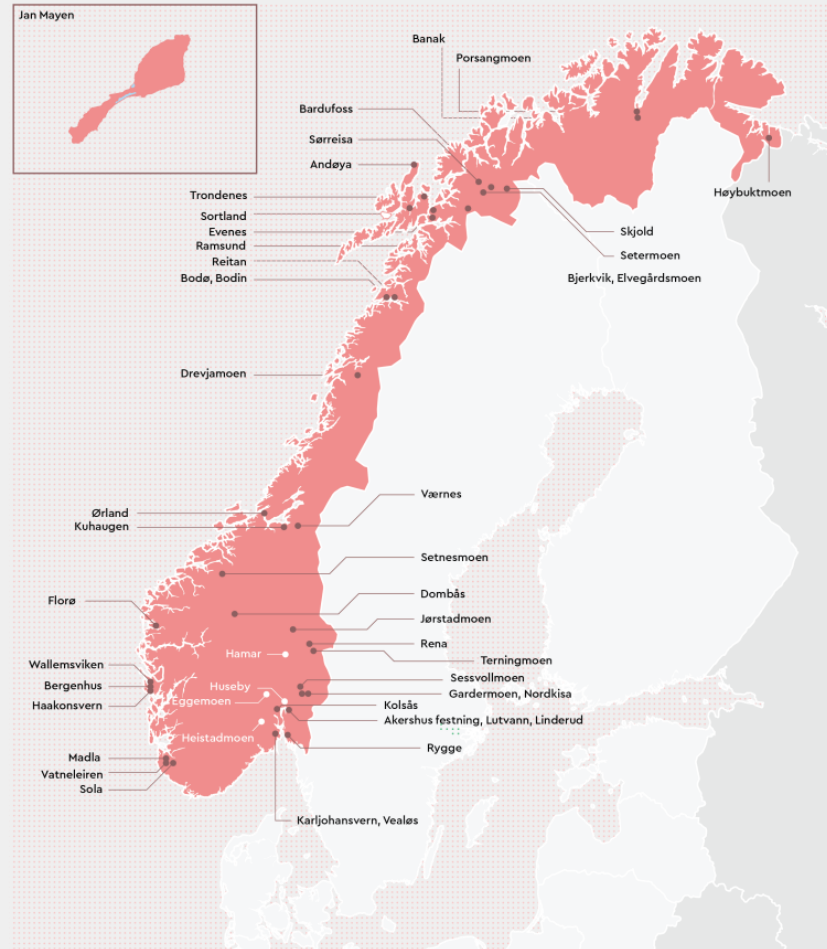 Jan Mayen
Banak
Porsangmoen
Bardufoss
Sørreisa
Andøya
Trondenes
Høybuktmoen
Sortland
Evenes
Skjold
Ramsund
Setermoen
Reitan
Bodø, Bodin
Bjerkvik, Elvegårdsmoen
Drevjamoen
Værnes
Ørland
Kuhaugen
Setnesmoen
Dombås
Florø
Jørstadmoen
Rena
Hamar
Terningmoen
Wallemsviken
Sessvollmoen
Bergenhus
Huseby
Gardermoen, Nordkisa
Haakonsvern
Eggemoen
Kolsås
Akershus festning, Lutvann, Linderud
Heistadmoen
Rygge
Madla
Vatneleiren
Sola
Karljohansvern, Vealøs